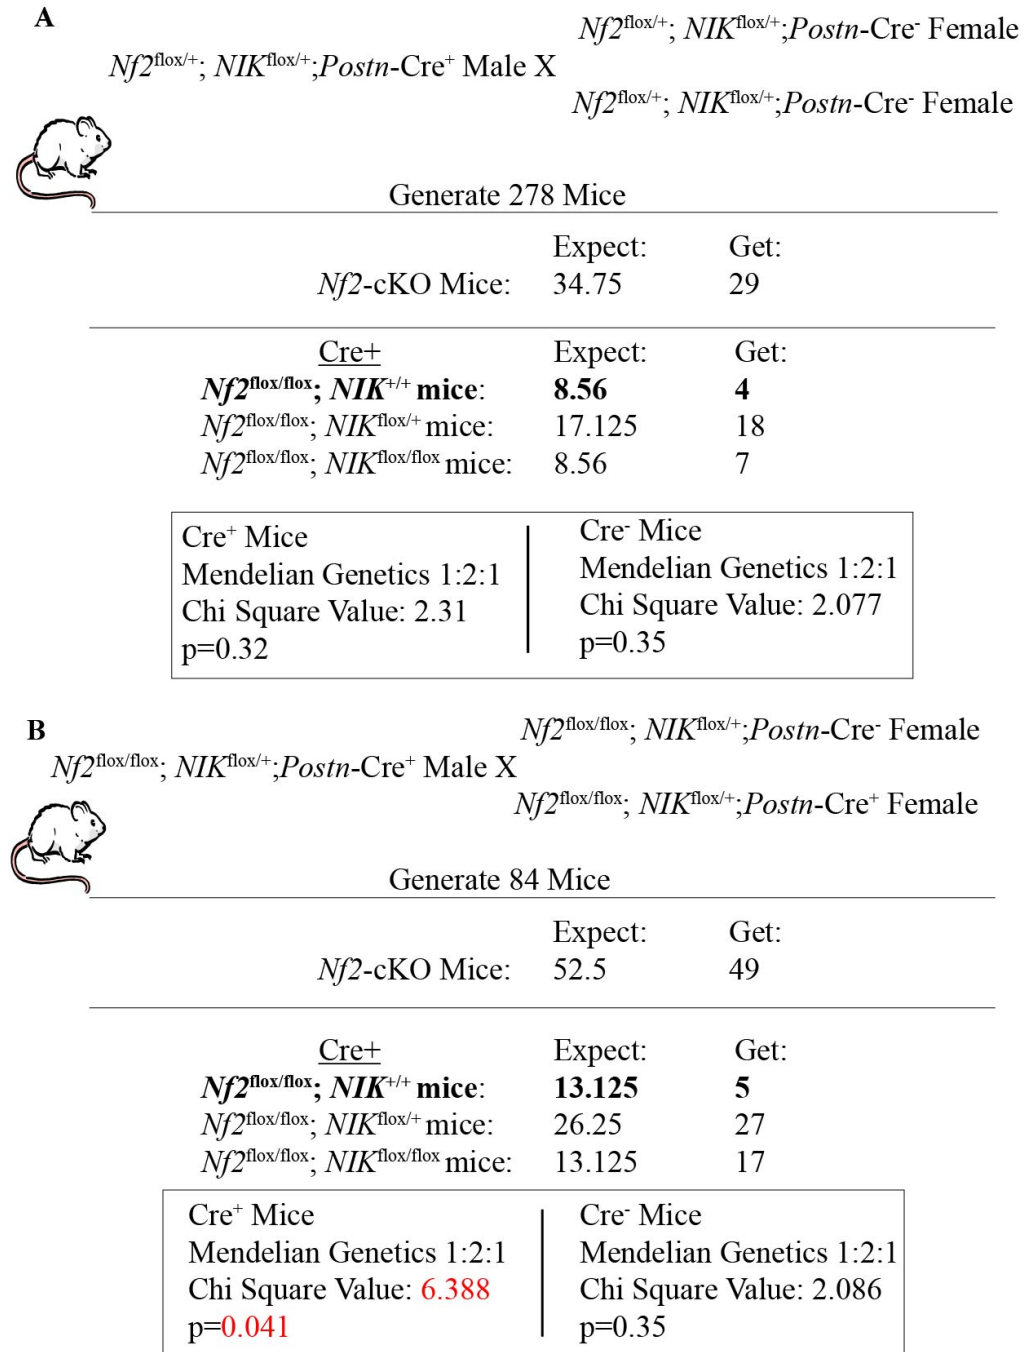 A
Nf2flox/+; NIKflox/+;Postn-Cre- Female
Nf2flox/+; NIKflox/+;Postn-Cre+ Male X
Nf2flox/+; NIKflox/+;Postn-Cre- Female
Generate 278 Mice
Expect: Get:
Nf2-cKO Mice: 34.75 29
Cre+ Expect: Get:
Nf2flox/flox; NIK+/+ mice: 8.56 4
Nf2flox/flox; NIKflox/+ mice: 17.125 18
Nf2flox/flox; NIKflox/flox mice: 8.56 7
Cre+ Mice
Mendelian Genetics 1:2:1
Chi Square Value: 2.31
p=0.32
Cre- Mice
Mendelian Genetics 1:2:1
Chi Square Value: 2.077
p=0.35
B
Nf2flox/flox; NIKflox/+;Postn-Cre- Female
Nf2flox/flox; NIKflox/+;Postn-Cre+ Male X
Nf2flox/flox; NIKflox/+;Postn-Cre+ Female
Generate 84 Mice
Expect: Get:
Nf2-cKO Mice: 52.5 49
Cre+ Expect: Get:
Nf2flox/flox; NIK+/+ mice: 13.125 5
Nf2flox/flox; NIKflox/+ mice: 26.25 27
Nf2flox/flox; NIKflox/flox mice: 13.125 17
Cre+ Mice
Mendelian Genetics 1:2:1
Chi Square Value: 6.388
p=0.041
Cre- Mice
Mendelian Genetics 1:2:1
Chi Square Value: 2.086
p=0.35